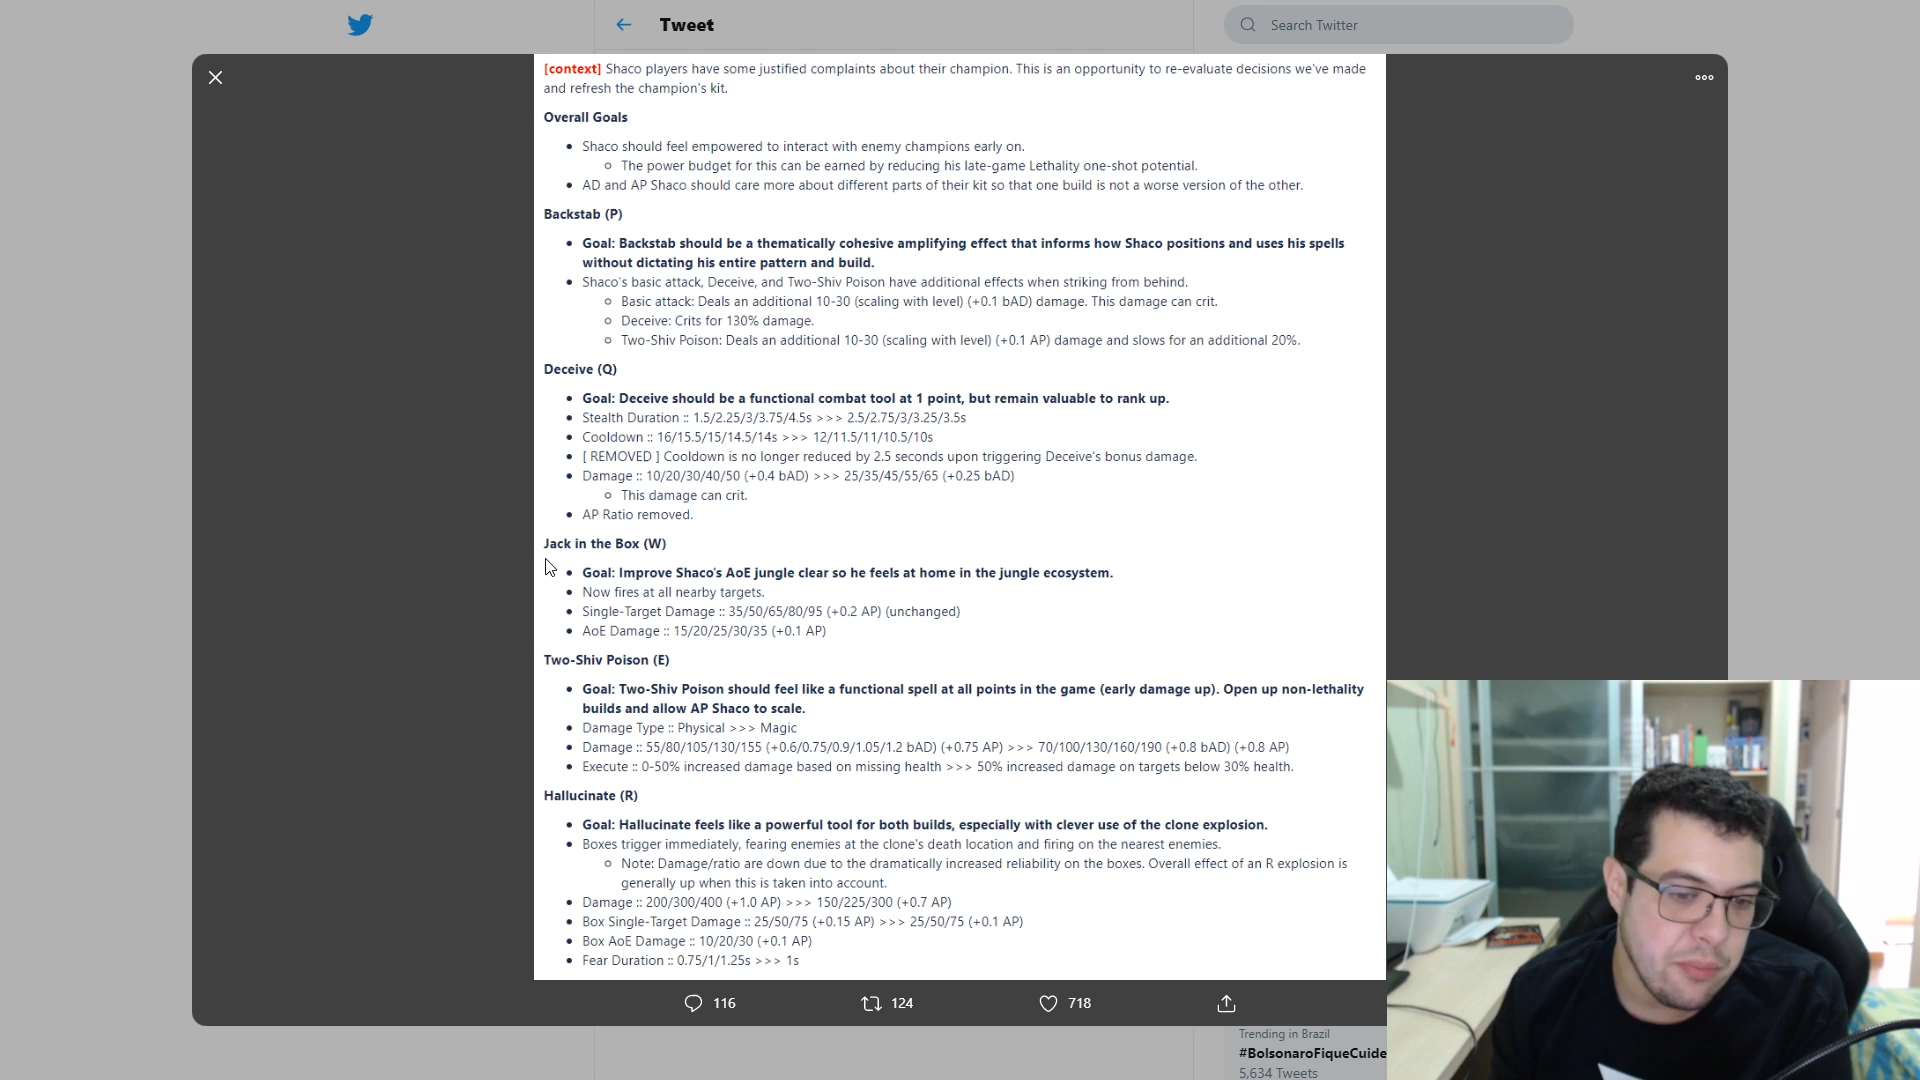 Tweet
Search Twitter
[context] Shaco players have some justified complaints about their champion. This is an opportunity to re-evaluate decisions we've made
and refresh the champion's kit.
Overall Goals
Shaco should feel empowered to interact with enemy champions early on.
The power budget for this can be earned by reducing his late-game Lethality one-shot potential.
AD and AP Shaco should care more about different parts of their kit so that one build is not a worse version of the other.
Backstab (P)
Goal: Backstab should be a thematically cohesive amplifying effect that informs how Shaco positions and uses his spells
without dictating his entire pattern and build.
Shaco's basic attack, Deceive, and Two-Shiv Poison have additional effects when striking from behind.
Basic attack: Deals an additional 10-30 (scaling with level) (+0.1 bAD) damage. This damage can crit.
Deceive: Crits for 130% damage.
Two-Shiv Poison: Deals an additional 10-30 (scaling with level) (+0.1 AP) damage and slows for an additional 20%.
Deceive (Q)
Goal: Deceive should be a functional combat tool at 1 point, but remain valuable to rank up.
Stealth Duration :: 1.5/2.25/3/3.75/4.5s >>> 2.5/2.75/3/3.25/3.5s
Cooldown :: 16/15.5/15/14.5/14s >>> 12/11.5/11/10.5/10s
[ REMOVED ] Cooldown is no longer reduced by 2.5 seconds upon triggering Deceive's bonus damage.
Damage :: 10/20/30/40/50 (+0.4 bAD) >>> 25/35/45/55/65 (+0.25 bAD)
This damage can crit.
AP Ratio removed.
Jack in the Box (W)
Goal: Improve Shaco's AoE jungle clear so he feels at home in the jungle ecosystem.
Now fires at all nearby targets.
Single-Target Damage :: 35/50/65/80/95 (+0.2 AP) (unchanged)
AoE Damage :: 15/20/25/30/35 (+0.1 AP)
Two-Shiv Poison (E)
Goal: Two-Shiv Poison should feel like a functional spell at all points in the game (early damage up). Open up non-lethality
builds and allow AP Shaco to scale.
Damage Type :: Physical >>> Magic
Damage :: 55/80/105/130/155 (+0.6/0.75/0.9/1.05/1.2 bAD) (+0.75 AP) >>> 70/100/130/160/190 (+0.8 bAD) (+0.8 AP)
Execute :: 0-50% increased damage based on missing health >>> 50% increased damage on targets below 30% health.
Hallucinate (R)
Goal: Hallucinate feels like a powerful tool for both builds, especially with clever use of the clone explosion.
Boxes trigger immediately, fearing enemies at the clone's death location and firing on the nearest enemies.
Note: Damage/ratio are down due to the dramatically increased reliability on the boxes. Overall effect of an R explosion is
generally up when this is taken into account.
Damage :: 200/300/400 (+1.0 AP) >>> 150/225/300 (+0.7 AP)
Box Single-Target Damage :: 25/50/75 (+0.15 AP) >>> 25/50/75 (+0.1 AP)
Box AoE Damage :: 10/20/30 (+0.1 AP)
Fear Duration :: 0.75/1/1.25s >>> 1s
116
124
718
Trending in Brazil
#BolsonaroFiqueCuide
5,634 Tweets